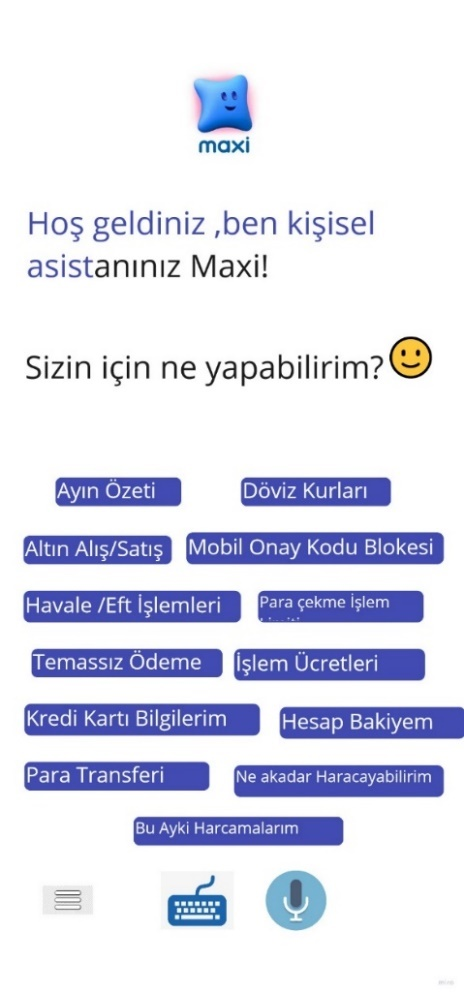 maxi
Hoş geldiniz ,ben kişisel
asistanınız Maxi!
Sizin için ne yapabilirim?
Ayın Özeti
Döviz Kurları
Altın Alış/Satış
Mobil Onay Kodu Blokesi
Havale /Eft İşlemleri
Para çekme İşlem
Temassız Ödeme
İşlem Ücretleri
Kredi Kartı Bilgilerim
Hesap Bakiyem
Para Transferi
Ne akadar Haracayabilirim
Bu Ayki Harcamalarım